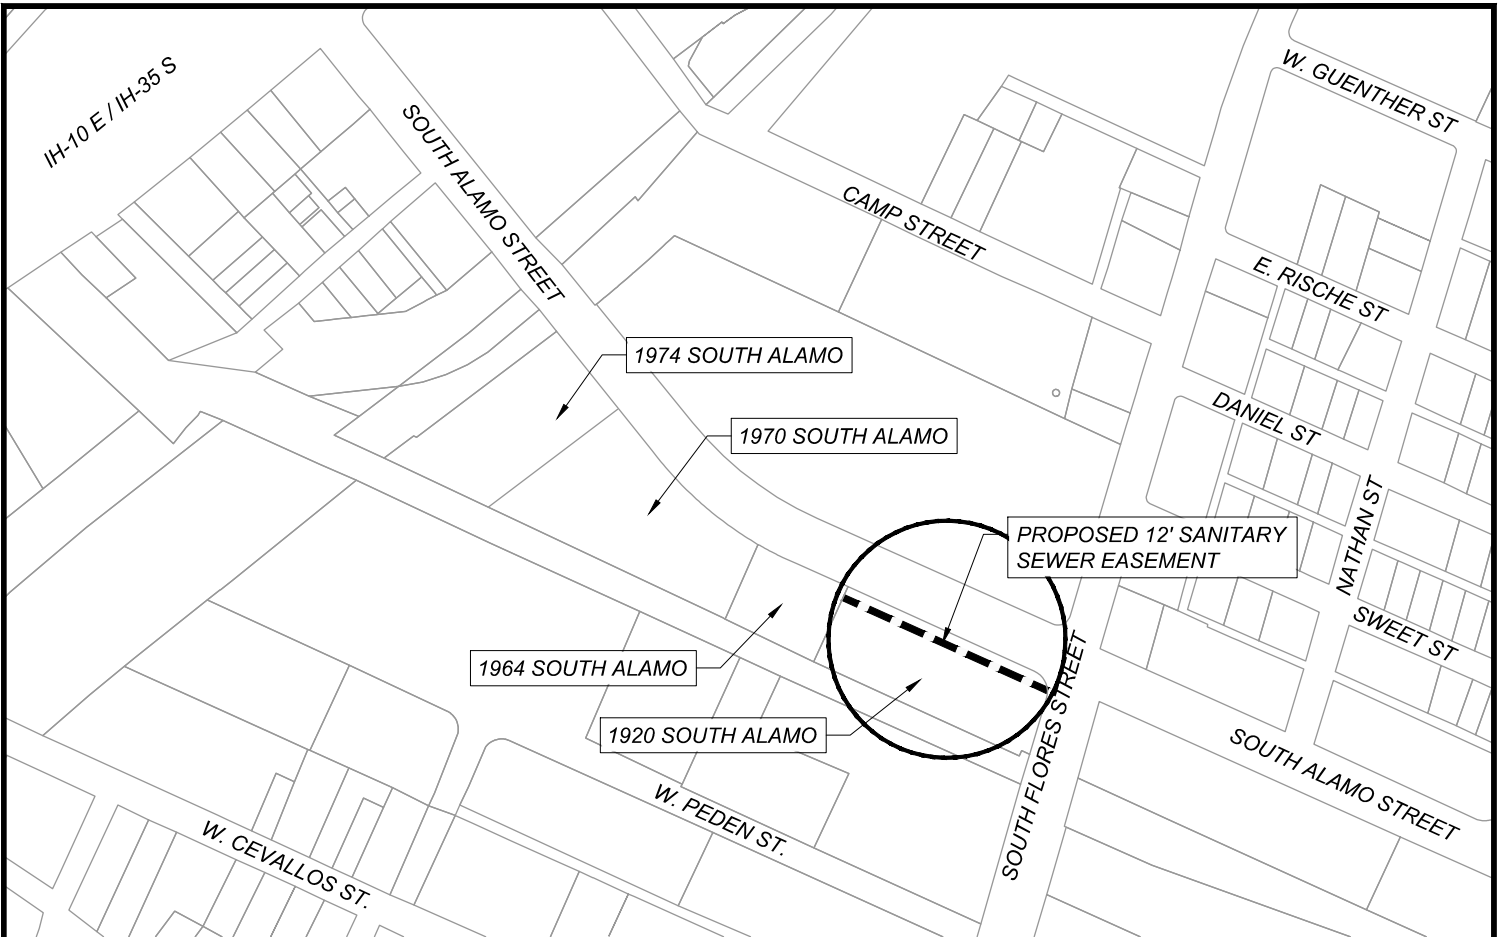 W. GUENTHER ST
IH-10 E / IH-35 S
SOUTH ALAMO STREET
CAMP STREET
E. RISCHE ST
1974 SOUTH ALAMO
DANIEL ST
1970 SOUTH ALAMO
NATHAN ST
PROPOSED 12' SANITARY
SEWER EASEMENT
SWEET ST
1964 SOUTH ALAMO
1920 SOUTH ALAMO
SOUTH FLORES STREET
SOUTH ALAMO STREET
W. PEDEN ST.
W. CEVALLOS ST.